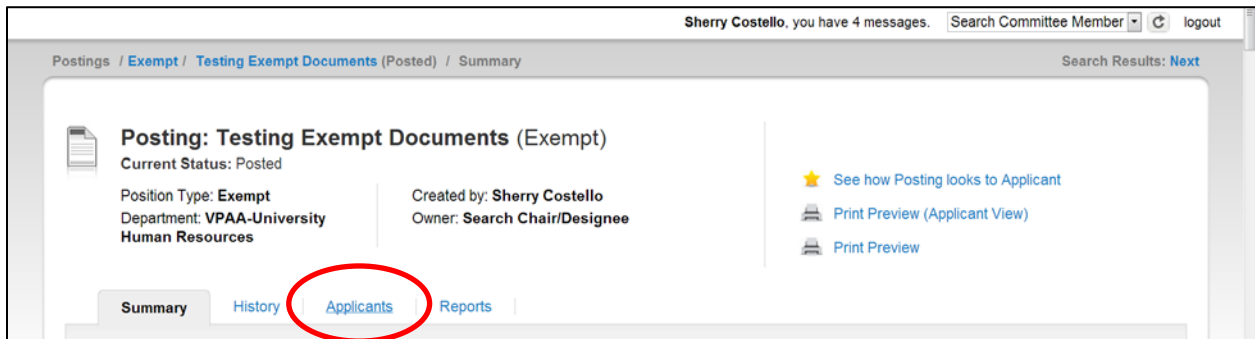 Sherry Costello, you have 4 messages. Search Committee Member logout
Postings / Exempt / Testing Exempt Documents (Posted) / Summary Search Results: Next
Posting: Testing Exempt Documents (Exempt)
Current Status: Posted
Position Type: Exempt
Department: VPAA-University
Human Resources
Created by: Sherry Costello
Owner: Search Chair/Designee
See how Posting looks to Applicant
Print Preview (Applicant View)
Print Preview
Summary History Applicants Reports